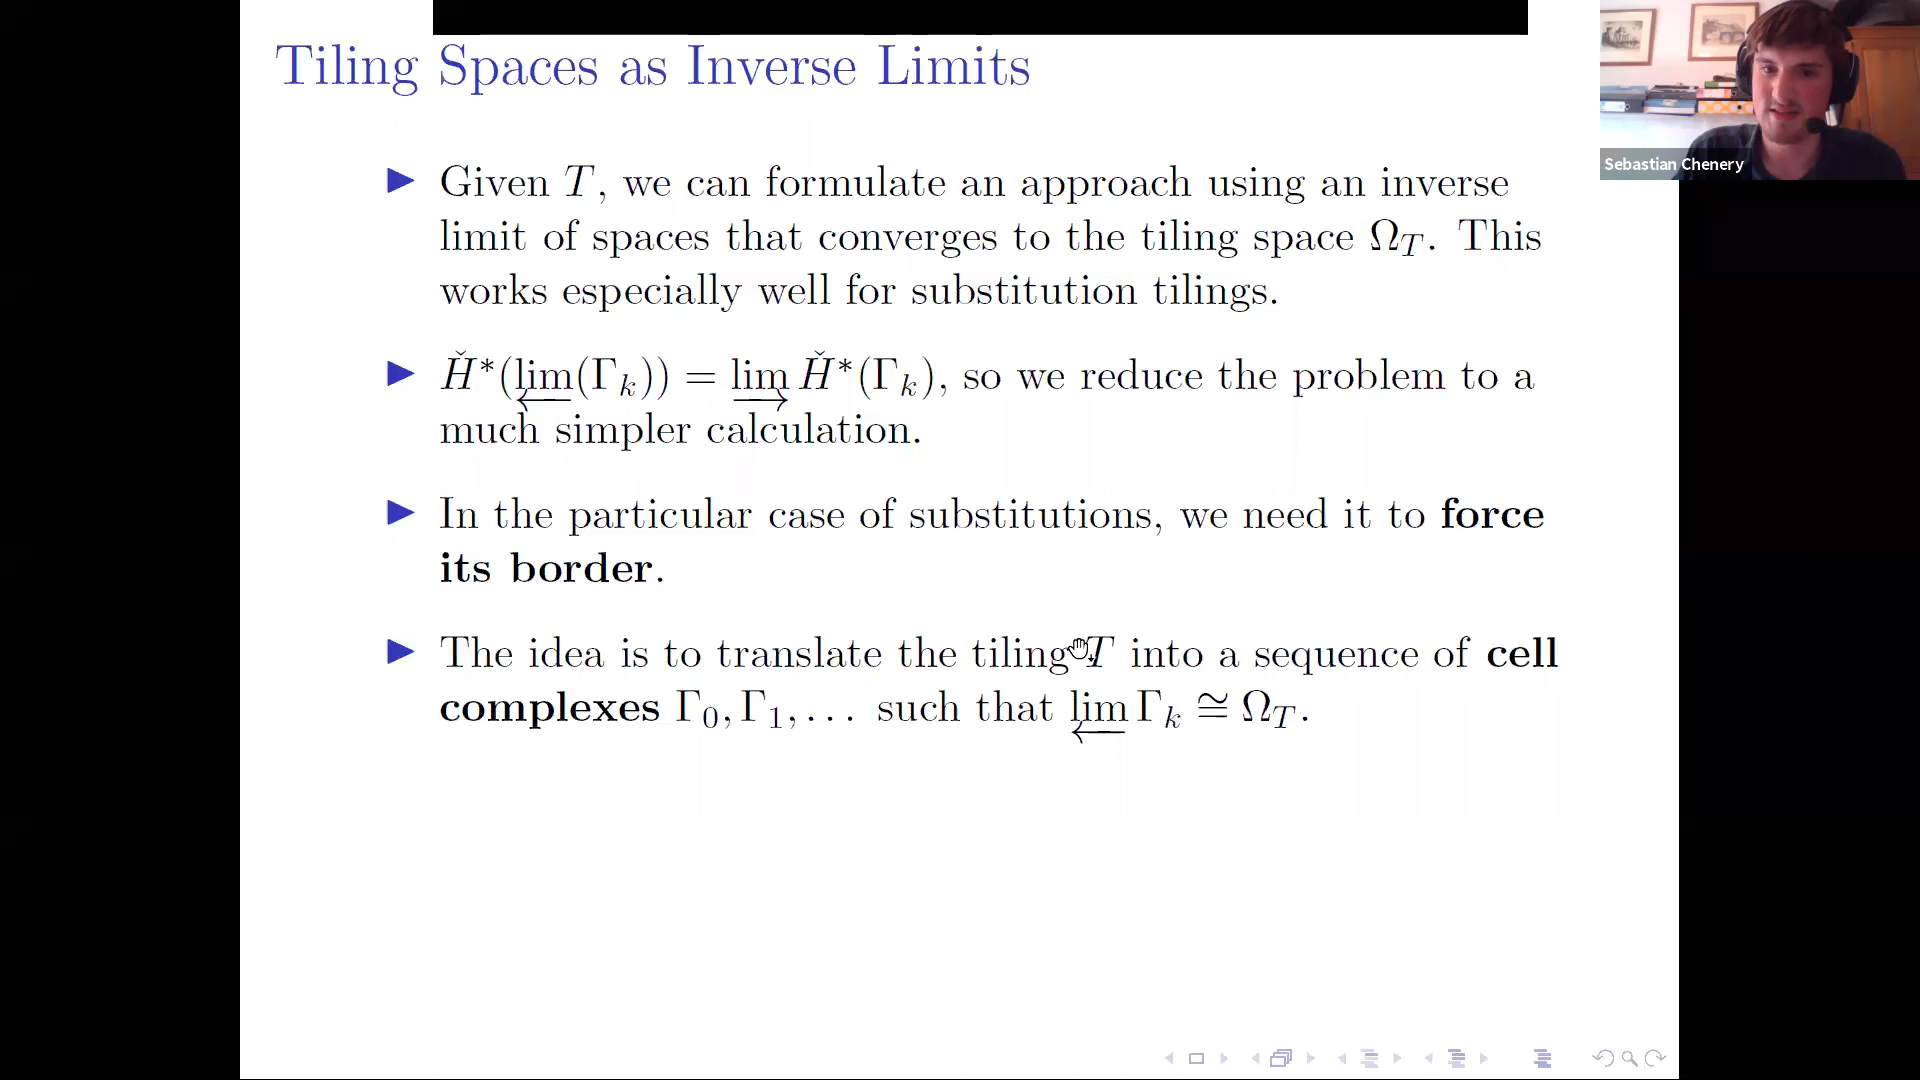 Tiling Spaces as Inverse Limits
Sebastian Chenery
▶ Given T, we can formulate an approach using an inverse
limit of spaces that converges to the tiling space Ω_T. This
works especially well for substitution tilings.
▶ Ȟ*(lim←(Γ_k)) = lim→ Ȟ*(Γ_k), so we reduce the problem to a
much simpler calculation.
▶ In the particular case of substitutions, we need it to force
its border.
▶ The idea is to translate the tiling T into a sequence of cell
complexes Γ_0, Γ_1, ... such that lim← Γ_k ≅ Ω_T.